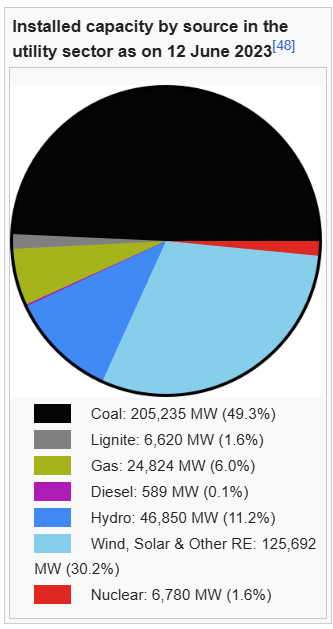 Installed capacity by source in the
utility sector as on 12 June 2023[48]
Coal: 205,235 MW (49.3%)
Lignite: 6,620 MW (1.6%)
Gas: 24,824 MW (6.0%)
Diesel: 589 MW (0.1%)
Hydro: 46,850 MW (11.2%)
Wind, Solar & Other RE: 125,692
MW (30.2%)
Nuclear: 6,780 MW (1.6%)